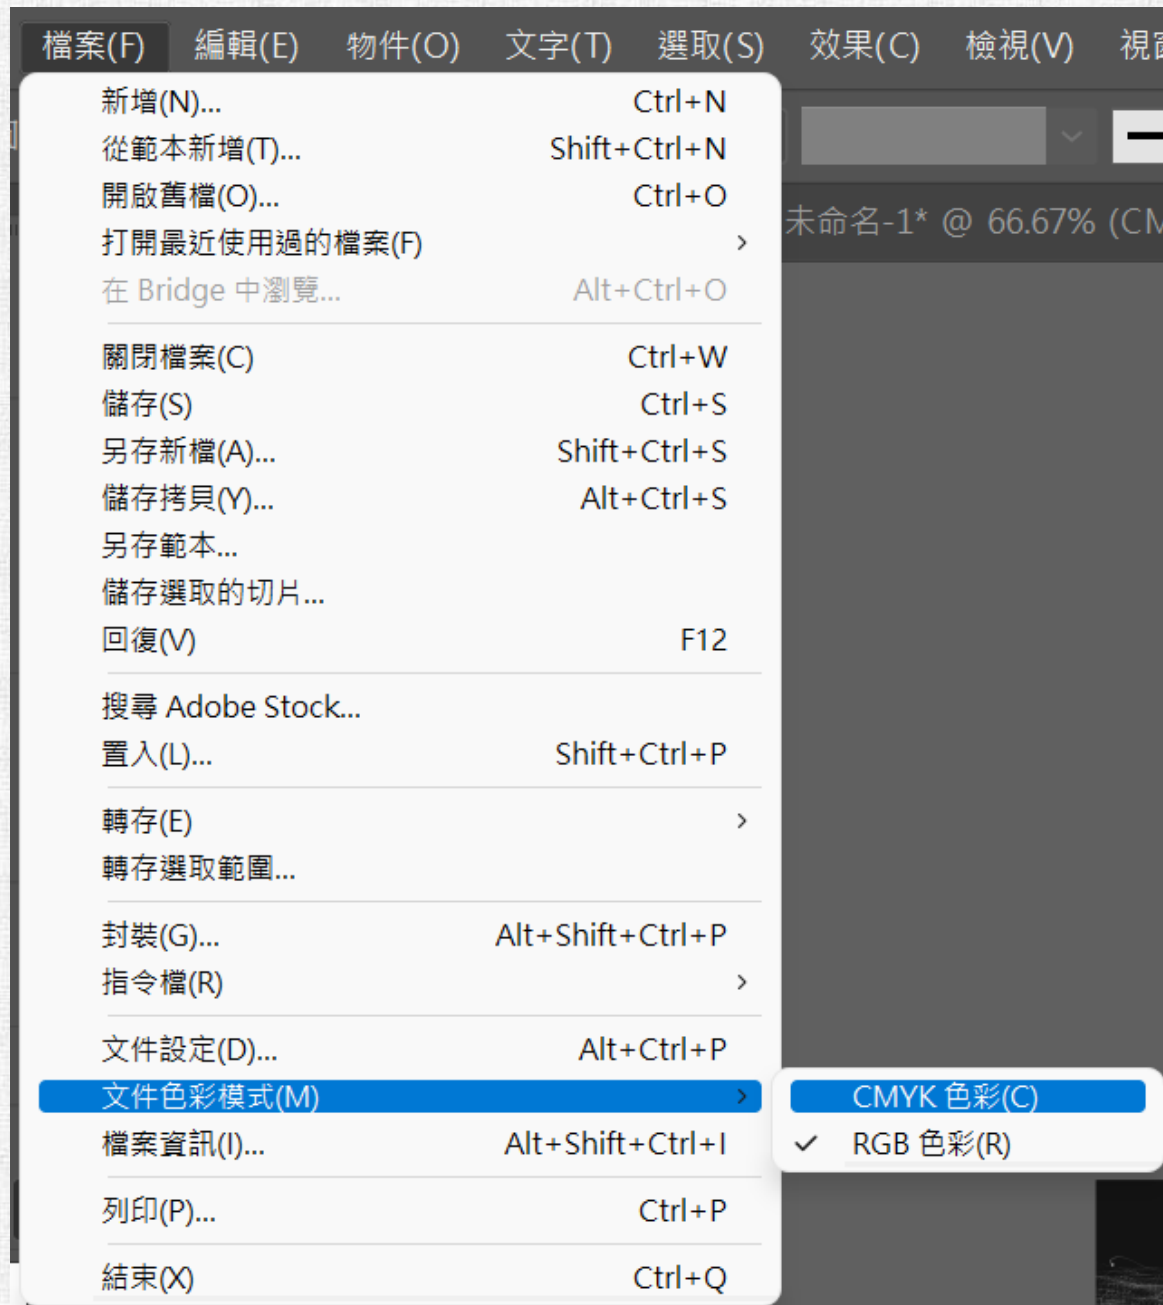 檔案(F) 編輯(E) 物件(O) 文字(T) 選取(S) 效果(C) 檢視(V) 視窗
新增(N)... Ctrl+N
從範本新增(T)... Shift+Ctrl+N
開啟舊檔(O)... Ctrl+O
打開最近使用過的檔案(F)
未命名-1* @ 66.67% (CM
在 Bridge 中瀏覽... Alt+Ctrl+O
關閉檔案(C) Ctrl+W
儲存(S) Ctrl+S
另存新檔(A)... Shift+Ctrl+S
儲存拷貝(Y)... Alt+Ctrl+S
另存範本...
儲存選取的切片...
回復(V) F12
搜尋 Adobe Stock...
置入(L)... Shift+Ctrl+P
轉存(E)
轉存選取範圍...
封裝(G)... Alt+Shift+Ctrl+P
指令檔(R)
文件設定(D)... Alt+Ctrl+P
文件色彩模式(M) CMYK 色彩(C)
檔案資訊(I)... Alt+Shift+Ctrl+I RGB 色彩(R)
列印(P)... Ctrl+P
結束(X) Ctrl+Q